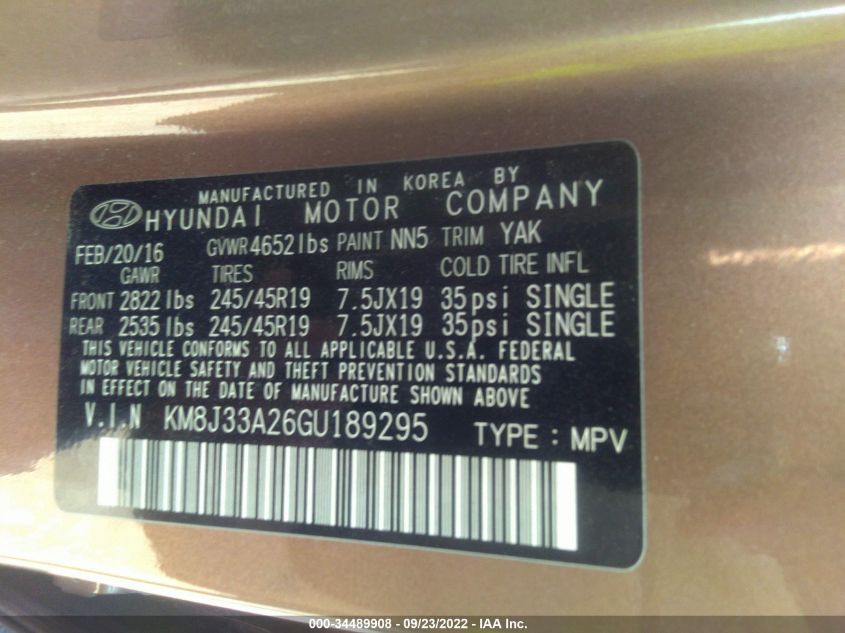 MANUFACTURED IN KOREA BY
HYUNDAI MOTOR COMPANY
FEB/20/16 GVWR 4652 lbs PAINT NN5 TRIM YAK
GAWR TIRES RIMS COLD TIRE INFL
FRONT 2822 lbs 245/45R19 7.5JX19 35psi SINGLE
REAR 2535 lbs 245/45R19 7.5JX19 35psi SINGLE
THIS VEHICLE CONFORMS TO ALL APPLICABLE U.S.A. FEDERAL
MOTOR VEHICLE SAFETY AND THEFT PREVENTION STANDARDS
IN EFFECT ON THE DATE OF MANUFACTURE SHOWN ABOVE
V.I.N KM8J33A26GU189295 TYPE : MPV
000-34489908 - 09/23/2022 - IAA Inc.